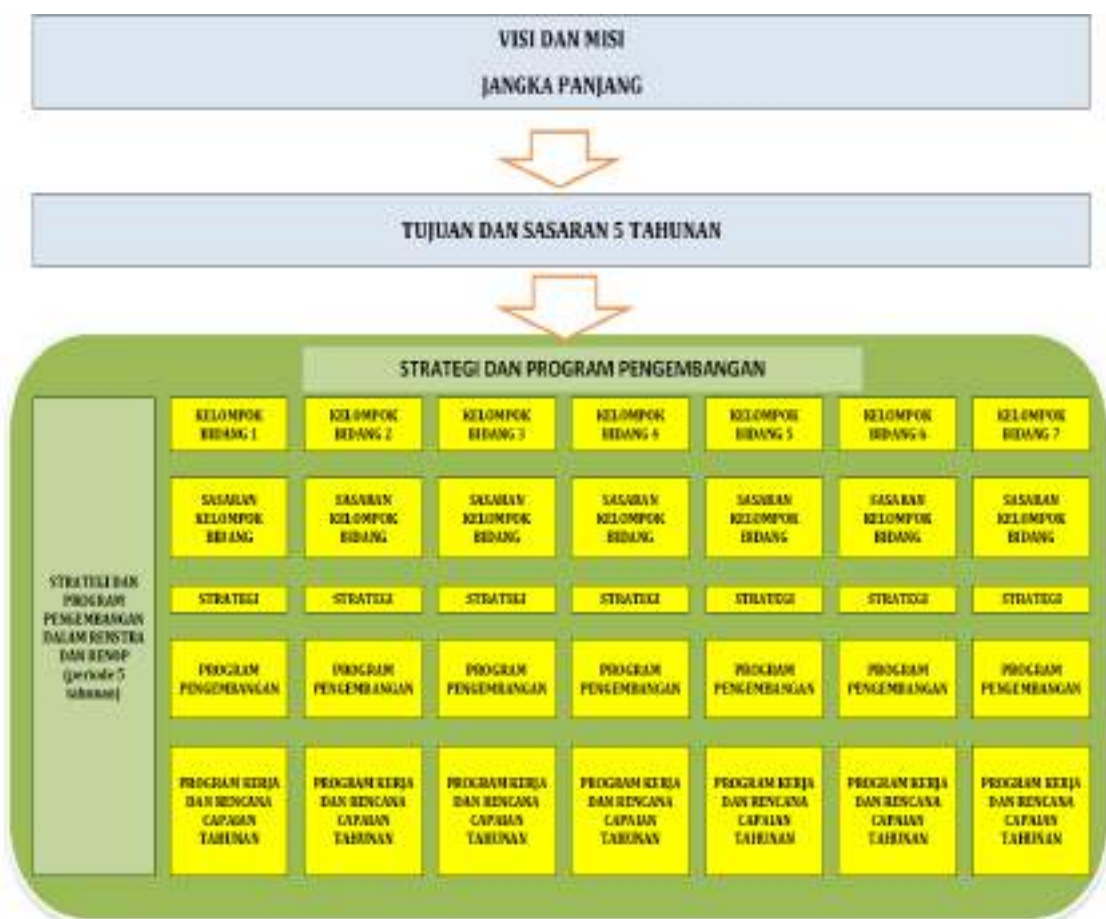 VISI DAN MISI
JANGKA PANJANG
TUJUAN DAN SASARAN 5 TAHUNAN
STRATEGI DAN PROGRAM PENGEMBANGAN
STRATEGI DAN
PROGRAM
PENGEMBANGAN
DALAM RENSTRA
DAN RENOP
(periode 5
tahunan)
KELOMPOK
BIDANG 1
KELOMPOK
BIDANG 2
KELOMPOK
BIDANG 3
KELOMPOK
BIDANG 4
KELOMPOK
BIDANG 5
KELOMPOK
BIDANG 6
KELOMPOK
BIDANG 7
SASARAN
KELOMPOK
BIDANG
SASARAN
KELOMPOK
BIDANG
SASARAN
KELOMPOK
BIDANG
SASARAN
KELOMPOK
BIDANG
SASARAN
KELOMPOK
BIDANG
SASARAN
KELOMPOK
BIDANG
SASARAN
KELOMPOK
BIDANG
STRATEGI
STRATEGI
STRATEGI
STRATEGI
STRATEGI
STRATEGI
STRATEGI
PROGRAM
PENGEMBANGAN
PROGRAM
PENGEMBANGAN
PROGRAM
PENGEMBANGAN
PROGRAM
PENGEMBANGAN
PROGRAM
PENGEMBANGAN
PROGRAM
PENGEMBANGAN
PROGRAM
PENGEMBANGAN
PROGRAM KERJA
DAN RENCANA
CAPAIAN
TAHUNAN
PROGRAM KERJA
DAN RENCANA
CAPAIAN
TAHUNAN
PROGRAM KERJA
DAN RENCANA
CAPAIAN
TAHUNAN
PROGRAM KERJA
DAN RENCANA
CAPAIAN
TAHUNAN
PROGRAM KERJA
DAN RENCANA
CAPAIAN
TAHUNAN
PROGRAM KERJA
DAN RENCANA
CAPAIAN
TAHUNAN
PROGRAM KERJA
DAN RENCANA
CAPAIAN
TAHUNAN